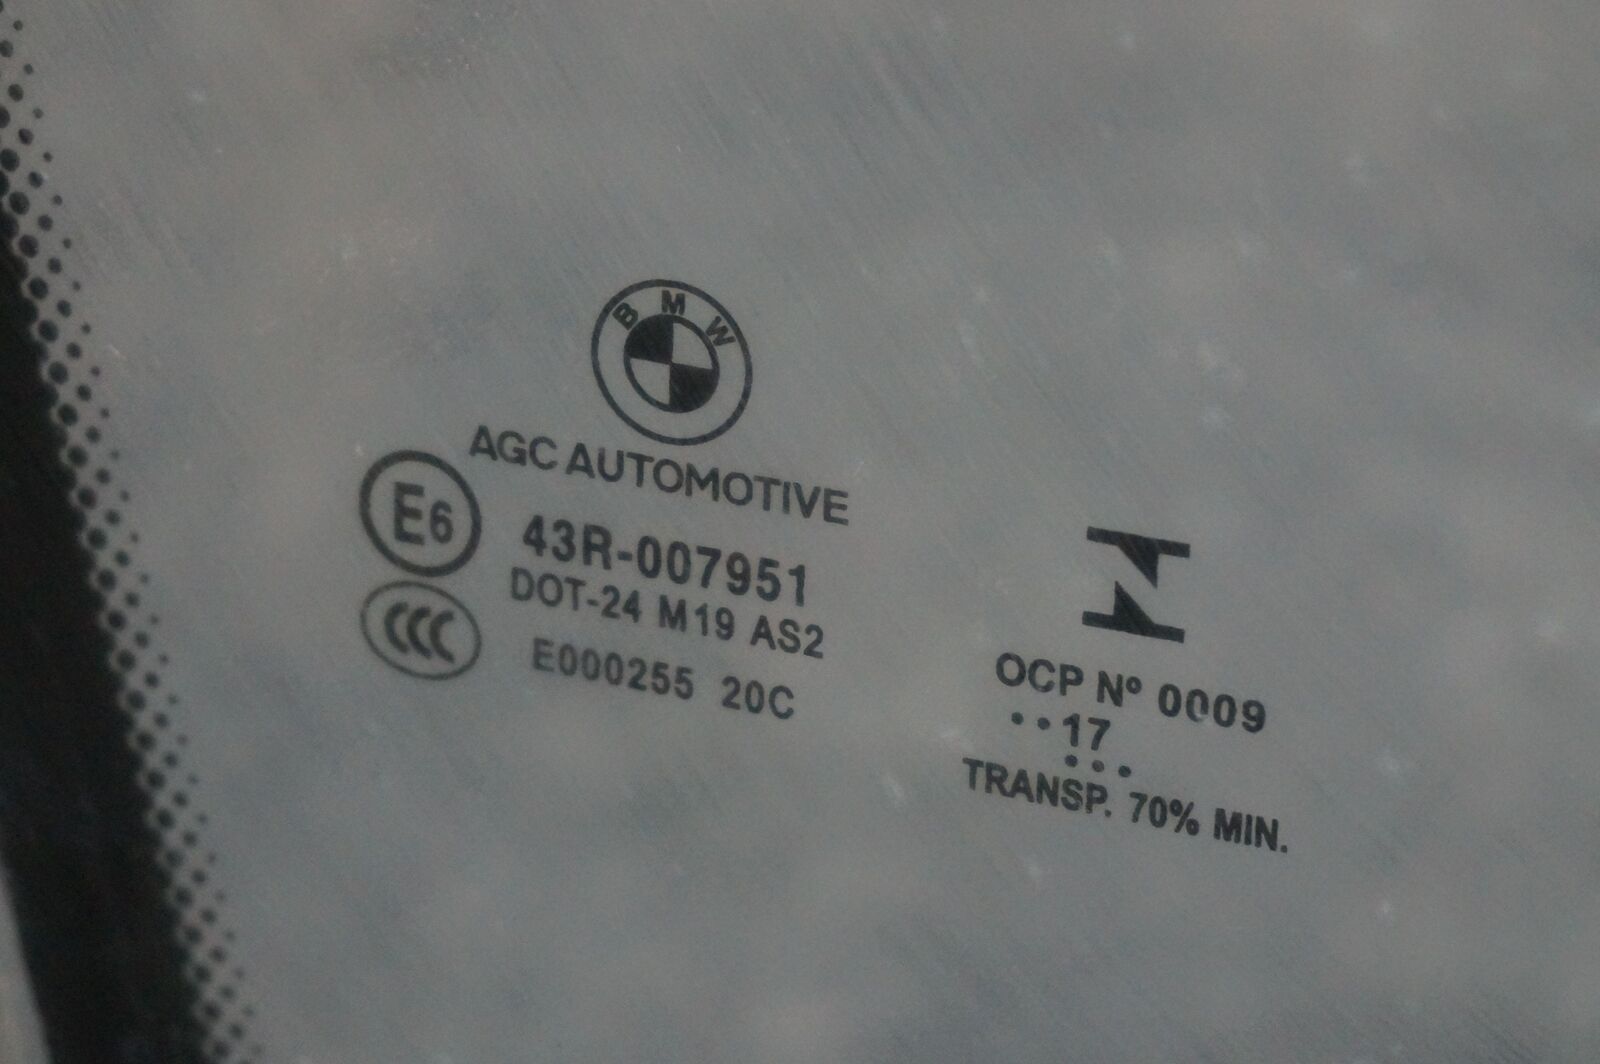 BMW
AGC AUTOMOTIVE
E6
43R-007951
DOT-24 M19 AS2
CCC
E000255 20C
OCP Nº 0009
..17
...
TRANSP. 70% MIN.